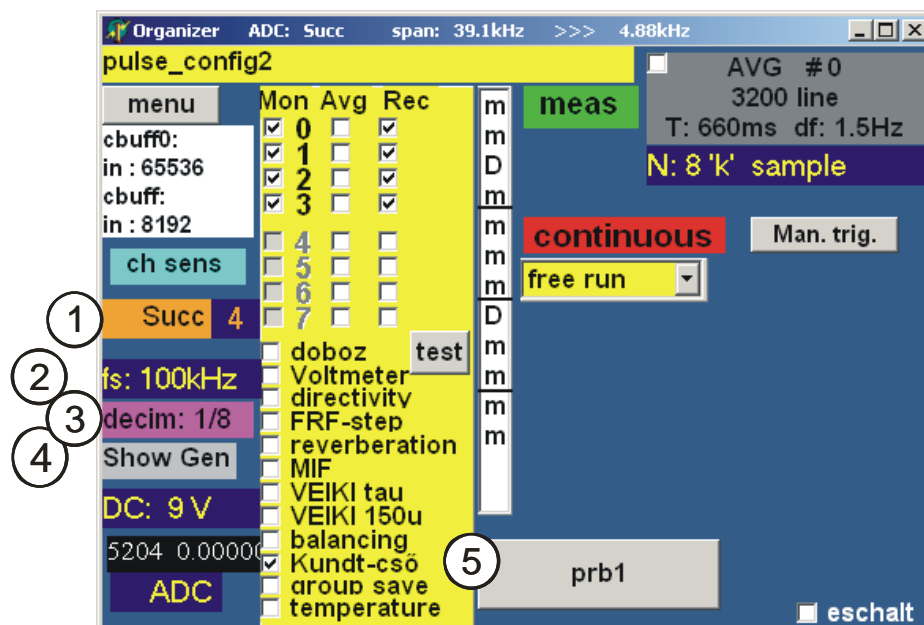 Organizer ADC: Succ span: 39.1kHz >>> 4.88kHz
pulse_config2
AVG #0
3200 line
T: 660ms df: 1.5Hz
N: 8 'k' sample
menu
cbuff0:
in : 65536
cbuff:
in : 8192
ch sens
1 Succ 4
2 fs: 100kHz
3 decim: 1/8
4 Show Gen
DC: 9 V
5204 0.0000
ADC
Mon Avg Rec
0
1
2
3
4
5
6
7
test
doboz
Voltmeter
directivity
FRF-step
reverberation
MIF
VEIKI tau
VEIKI 150u
balancing
Kundt-cső
group save
temperature
m
m
D
m
m
m
m
D
m
m
m
m
meas
continuous
Man. trig.
free run
5 prb1
eschalt